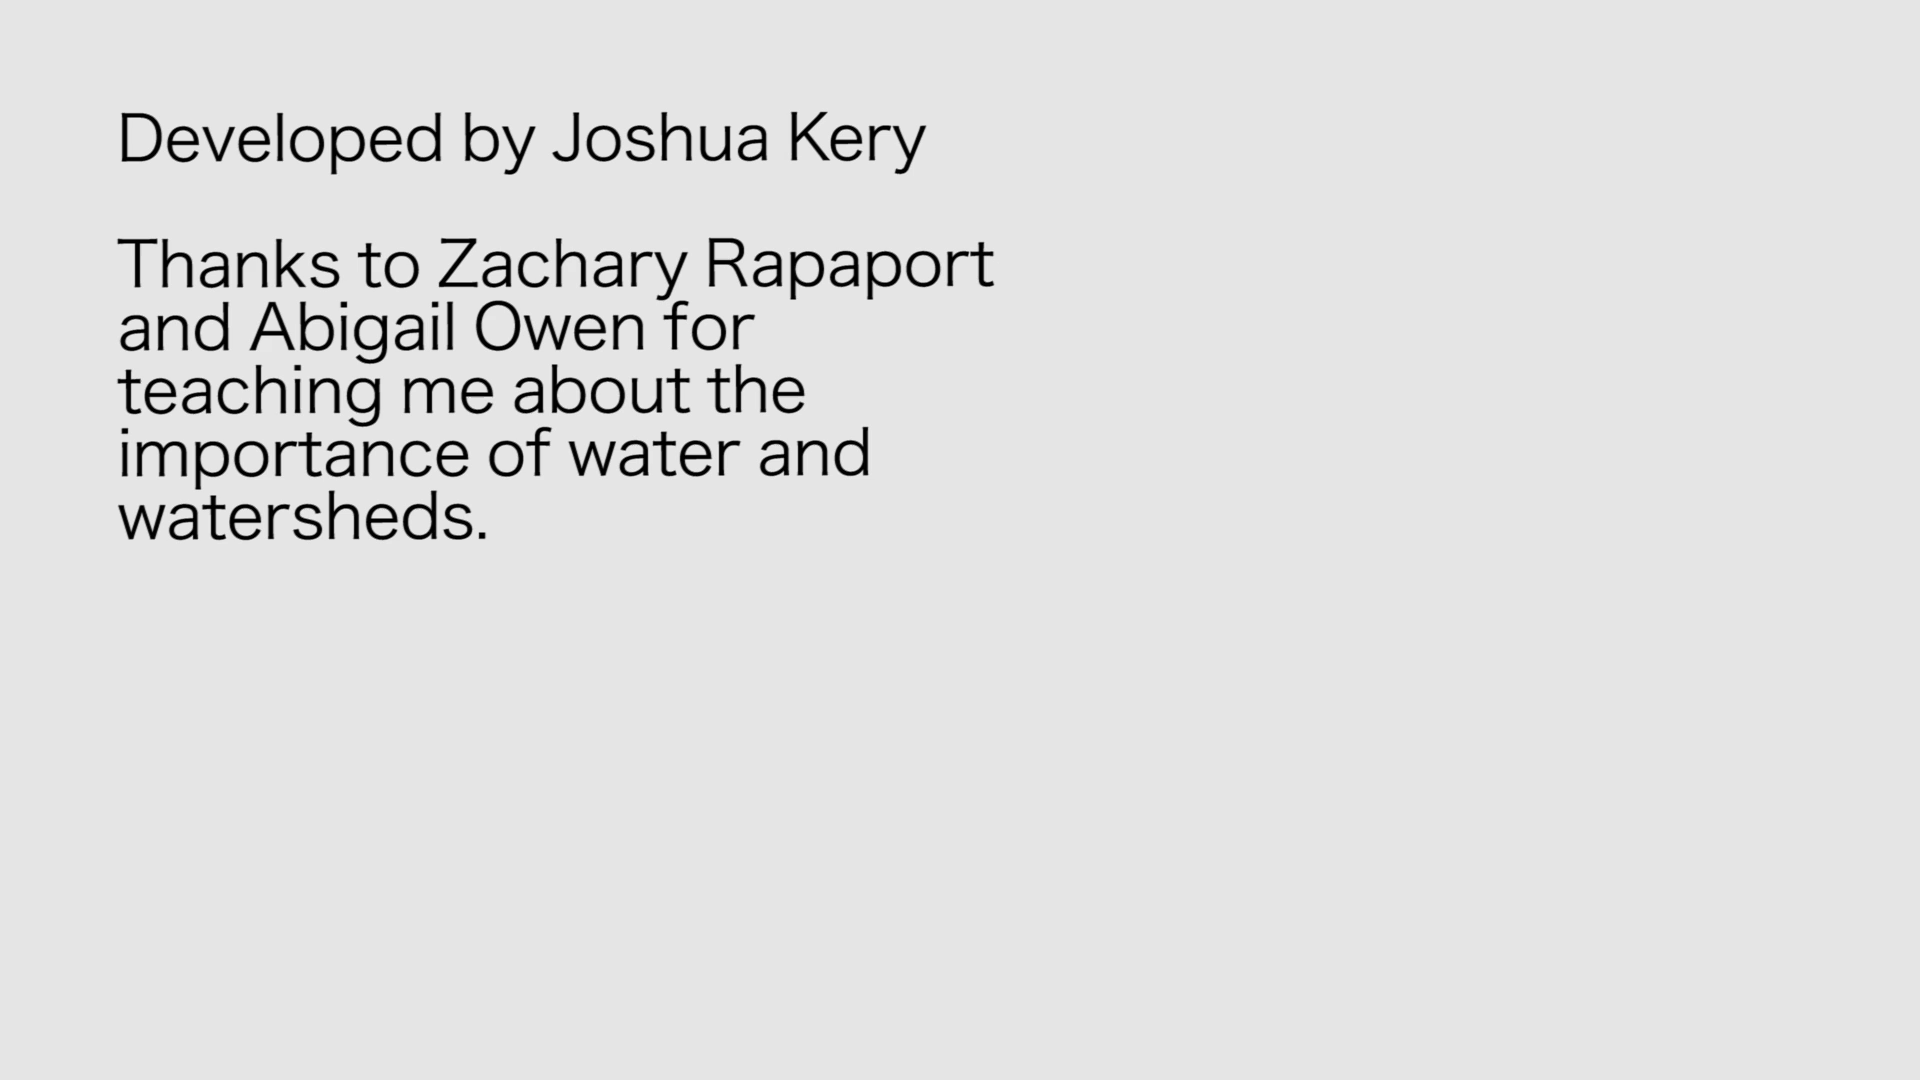 Developed by Joshua Kery
Thanks to Zachary Rapaport
and Abigail Owen for
teaching me about the
importance of water and
watersheds.